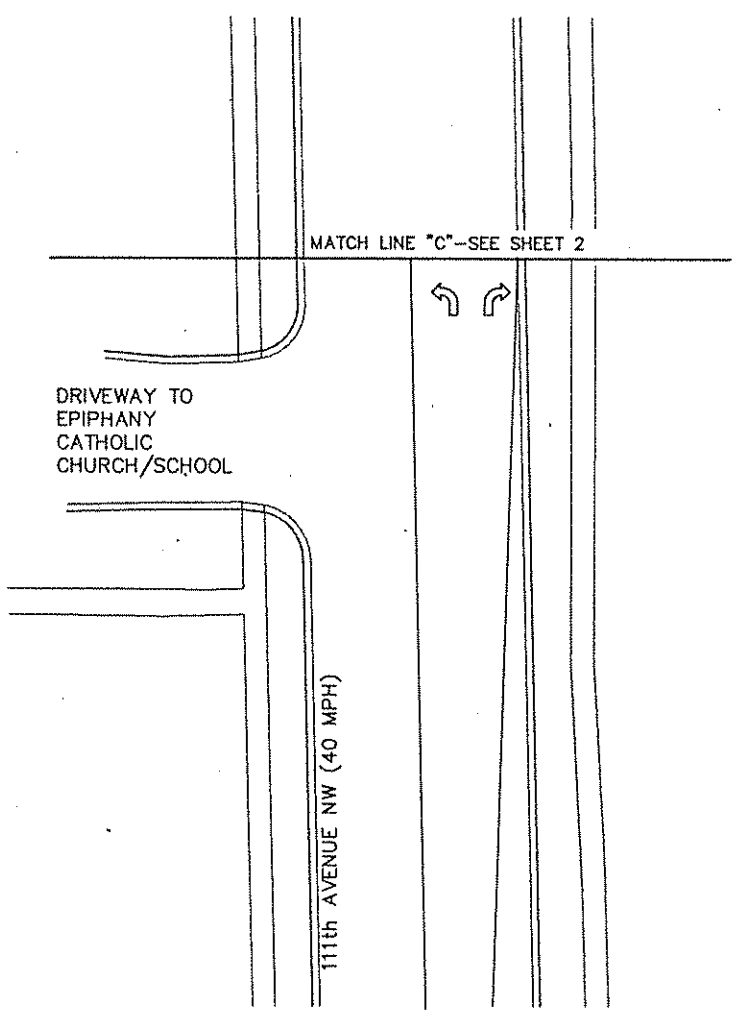 MATCH LINE "C"-SEE SHEET 2
DRIVEWAY TO
EPIPHANY
CATHOLIC
CHURCH/SCHOOL
111th AVENUE NW (40 MPH)